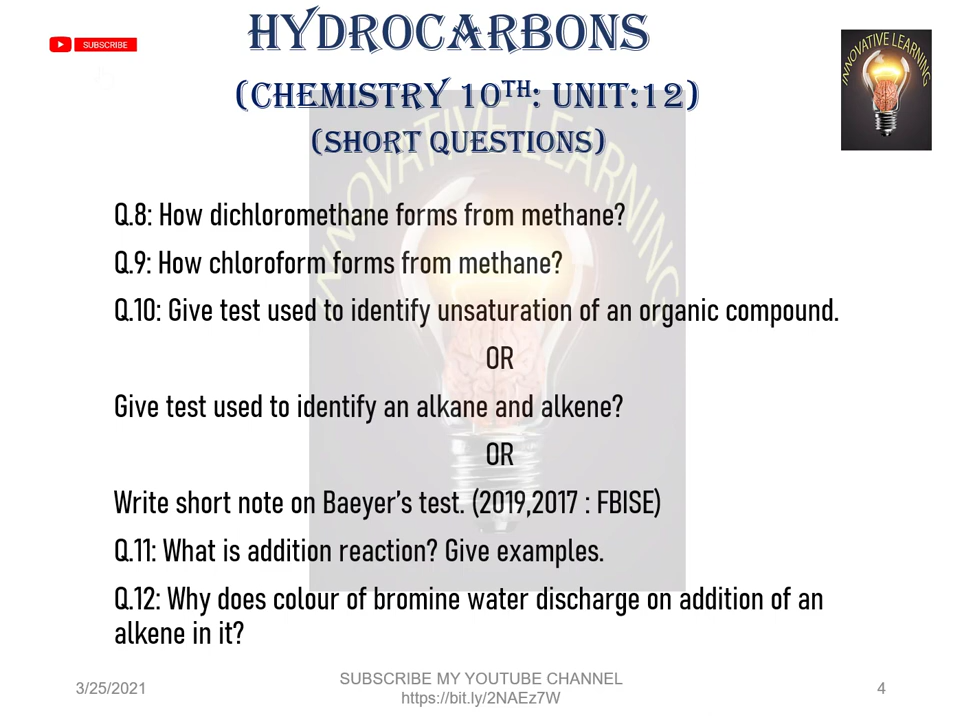 SUBSCRIBE
HYDROCARBONS
(CHEMISTRY 10TH: UNIT:12)
(SHORT QUESTIONS)
INNOVATIVE LEARNING
INNOVATIVE LEARNING
Q.8: How dichloromethane forms from methane?
Q.9: How chloroform forms from methane?
Q.10: Give test used to identify unsaturation of an organic compound.
OR
Give test used to identify an alkane and alkene?
OR
Write short note on Baeyer’s test. (2019,2017 : FBISE)
Q.11: What is addition reaction? Give examples.
Q.12: Why does colour of bromine water discharge on addition of an
alkene in it?
3/25/2021
SUBSCRIBE MY YOUTUBE CHANNEL
https://bit.ly/2NAEz7W
4